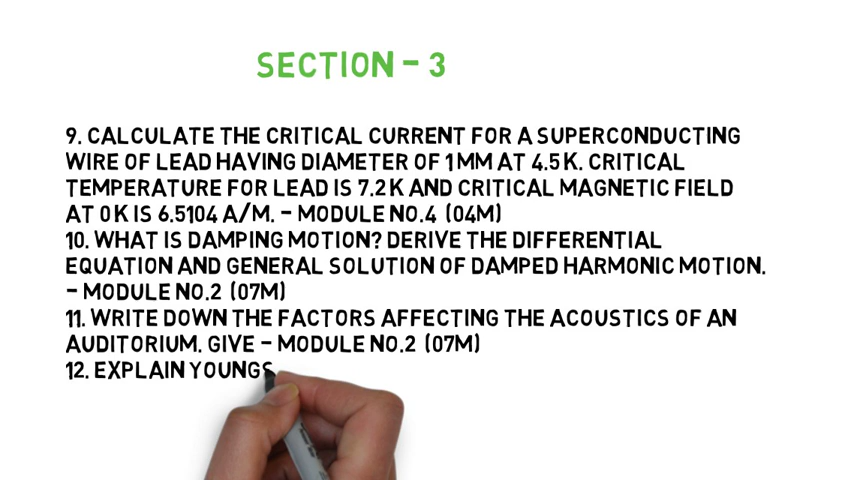 SECTION – 3
9. CALCULATE THE CRITICAL CURRENT FOR A SUPERCONDUCTING
WIRE OF LEAD HAVING DIAMETER OF 1 MM AT 4.5 K. CRITICAL
TEMPERATURE FOR LEAD IS 7.2 K AND CRITICAL MAGNETIC FIELD
AT 0 K IS 6.5104 A/M. – MODULE NO.4 (04M)
10. WHAT IS DAMPING MOTION? DERIVE THE DIFFERENTIAL
EQUATION AND GENERAL SOLUTION OF DAMPED HARMONIC MOTION.
– MODULE NO.2 (07M)
11. WRITE DOWN THE FACTORS AFFECTING THE ACOUSTICS OF AN
AUDITORIUM. GIVE – MODULE NO.2 (07M)
12. EXPLAIN YOUNGS